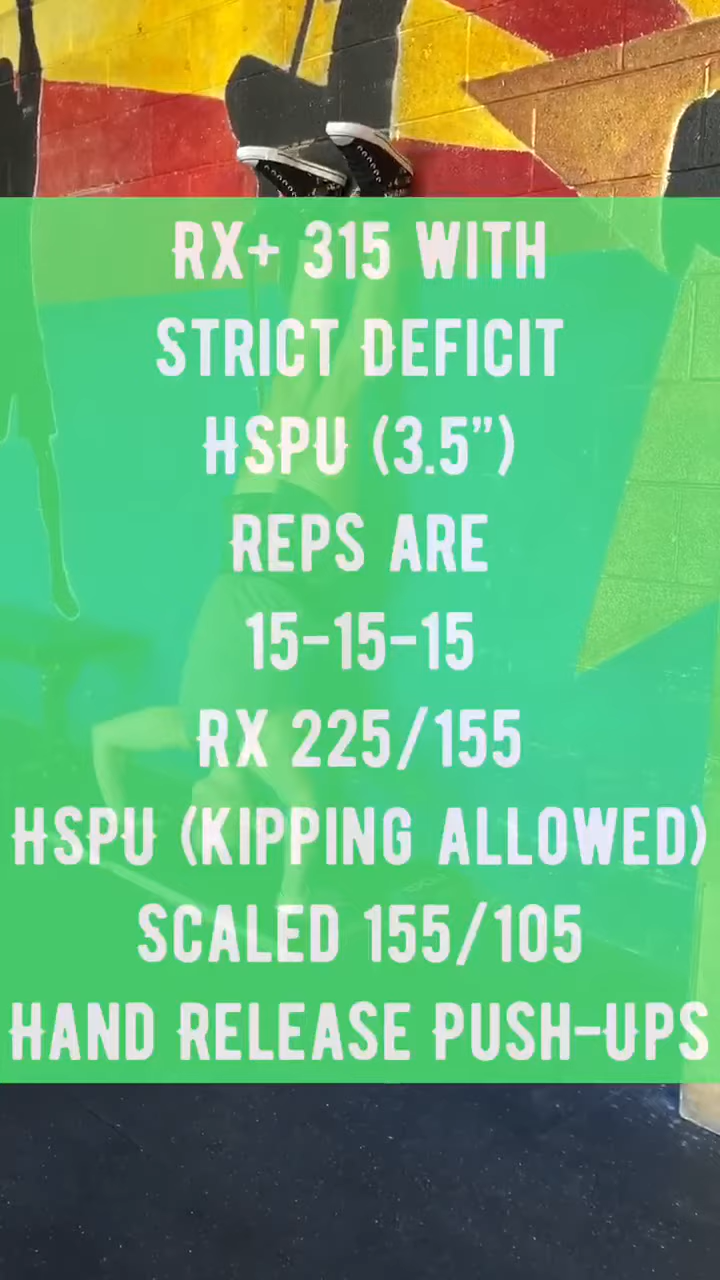 RX+ 315 WITH
STRICT DEFICIT
HSPU (3.5")
REPS ARE
15-15-15
RX 225/155
HSPU (KIPPING ALLOWED)
SCALED 155/105
HAND RELEASE PUSH-UPS